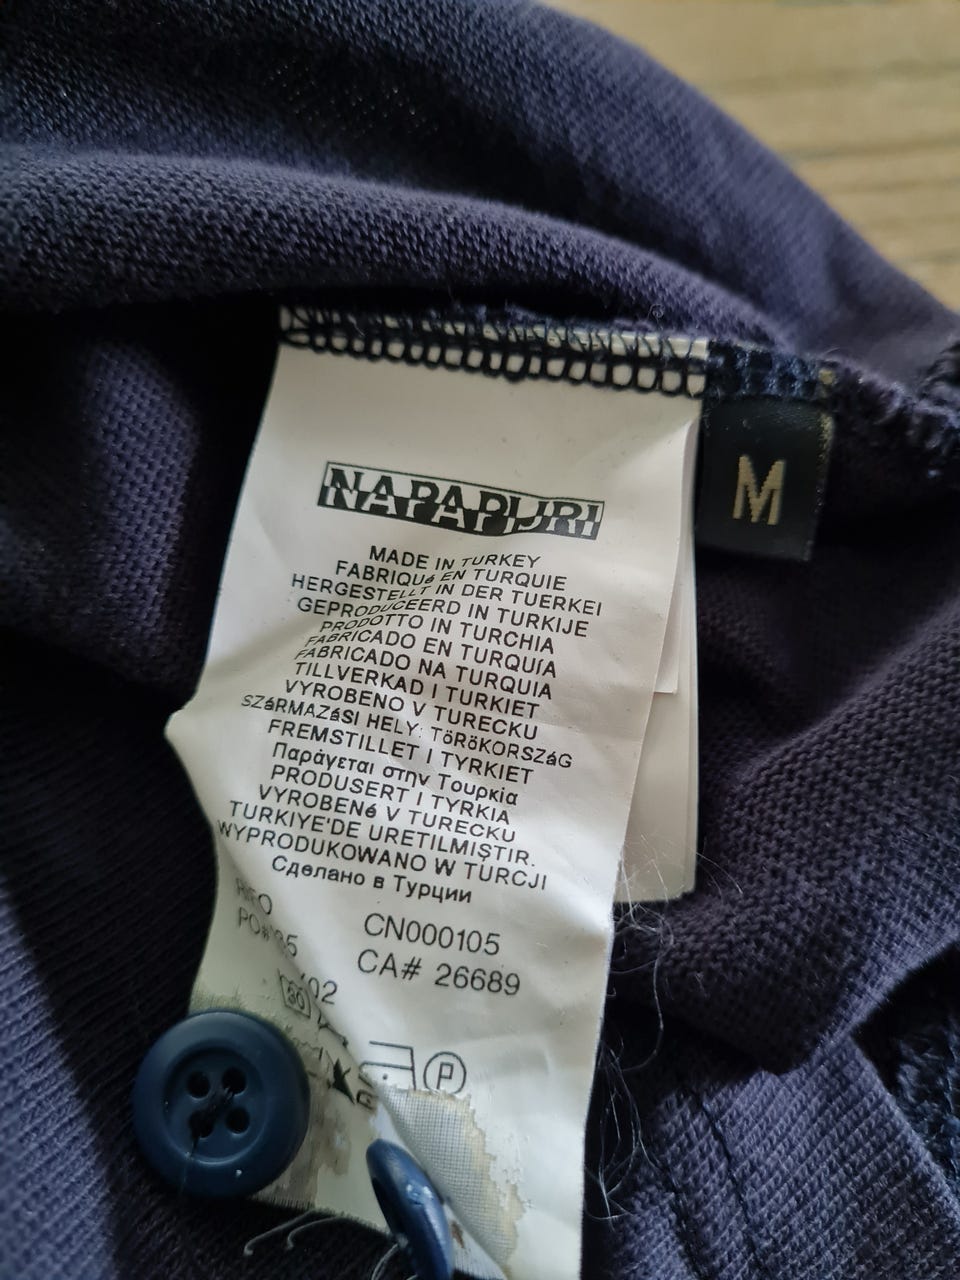 NAPAPIJRI
M
MADE IN TURKEY
FABRIQUé EN TURQUIE
HERGESTELLT IN DER TUERKEI
GEPRODUCEERD IN TURKIJE
PRODOTTO IN TURCHIA
FABRICADO EN TURQUíA
FABRICADO NA TURQUIA
TILLVERKAD I TURKIET
VYROBENO V TURECKU
SZáRMAZáSI HELY: TöRöKORSZáG
FREMSTILLET I TYRKIET
Παράγεται στην Τουρκία
PRODUSERT I TYRKIA
VYROBENé V TURECKU
TURKIYE'DE URETILMIŞTIR.
WYPRODUKOWANO W TURCJI
Сделано в Турции
CN000105
PO#
CA# 26689
P